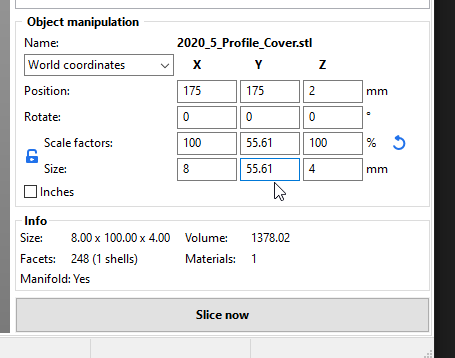 Object manipulation
Name: 2020_5_Profile_Cover.stl
World coordinates X Y Z
Position: 175 175 2 mm
Rotate: 0 0 0 °
Scale factors: 100 55.61 100 %
Size: 8 55.61 4 mm
Inches
Info
Size: 8.00 x 100.00 x 4.00 Volume: 1378.02
Facets: 248 (1 shells) Materials: 1
Manifold: Yes
Slice now